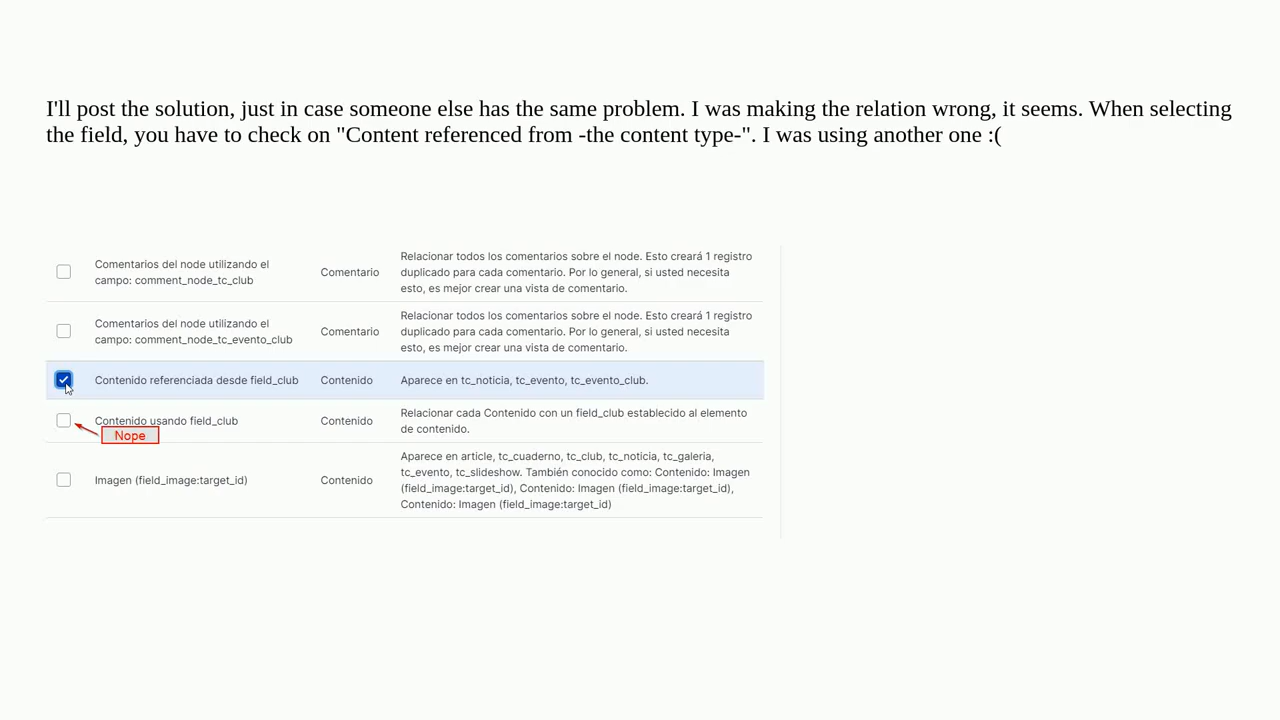 I'll post the solution, just in case someone else has the same problem. I was making the relation wrong, it seems. When selecting
the field, you have to check on "Content referenced from -the content type-". I was using another one :(
Comentarios del node utilizando el
campo: comment_node_tc_club
Comentario
Relacionar todos los comentarios sobre el node. Esto creará 1 registro
duplicado para cada comentario. Por lo general, si usted necesita
esto, es mejor crear una vista de comentario.
Comentarios del node utilizando el
campo: comment_node_tc_evento_club
Comentario
Relacionar todos los comentarios sobre el node. Esto creará 1 registro
duplicado para cada comentario. Por lo general, si usted necesita
esto, es mejor crear una vista de comentario.
Contenido referenciada desde field_club
Contenido
Aparece en tc_noticia, tc_evento, tc_evento_club.
Contenido usando field_club
Contenido
Relacionar cada Contenido con un field_club establecido al elemento
de contenido.
Nope
Imagen (field_image:target_id)
Contenido
Aparece en article, tc_cuaderno, tc_club, tc_noticia, tc_galeria,
tc_evento, tc_slideshow. También conocido como: Contenido: Imagen
(field_image:target_id), Contenido: Imagen (field_image:target_id),
Contenido: Imagen (field_image:target_id)